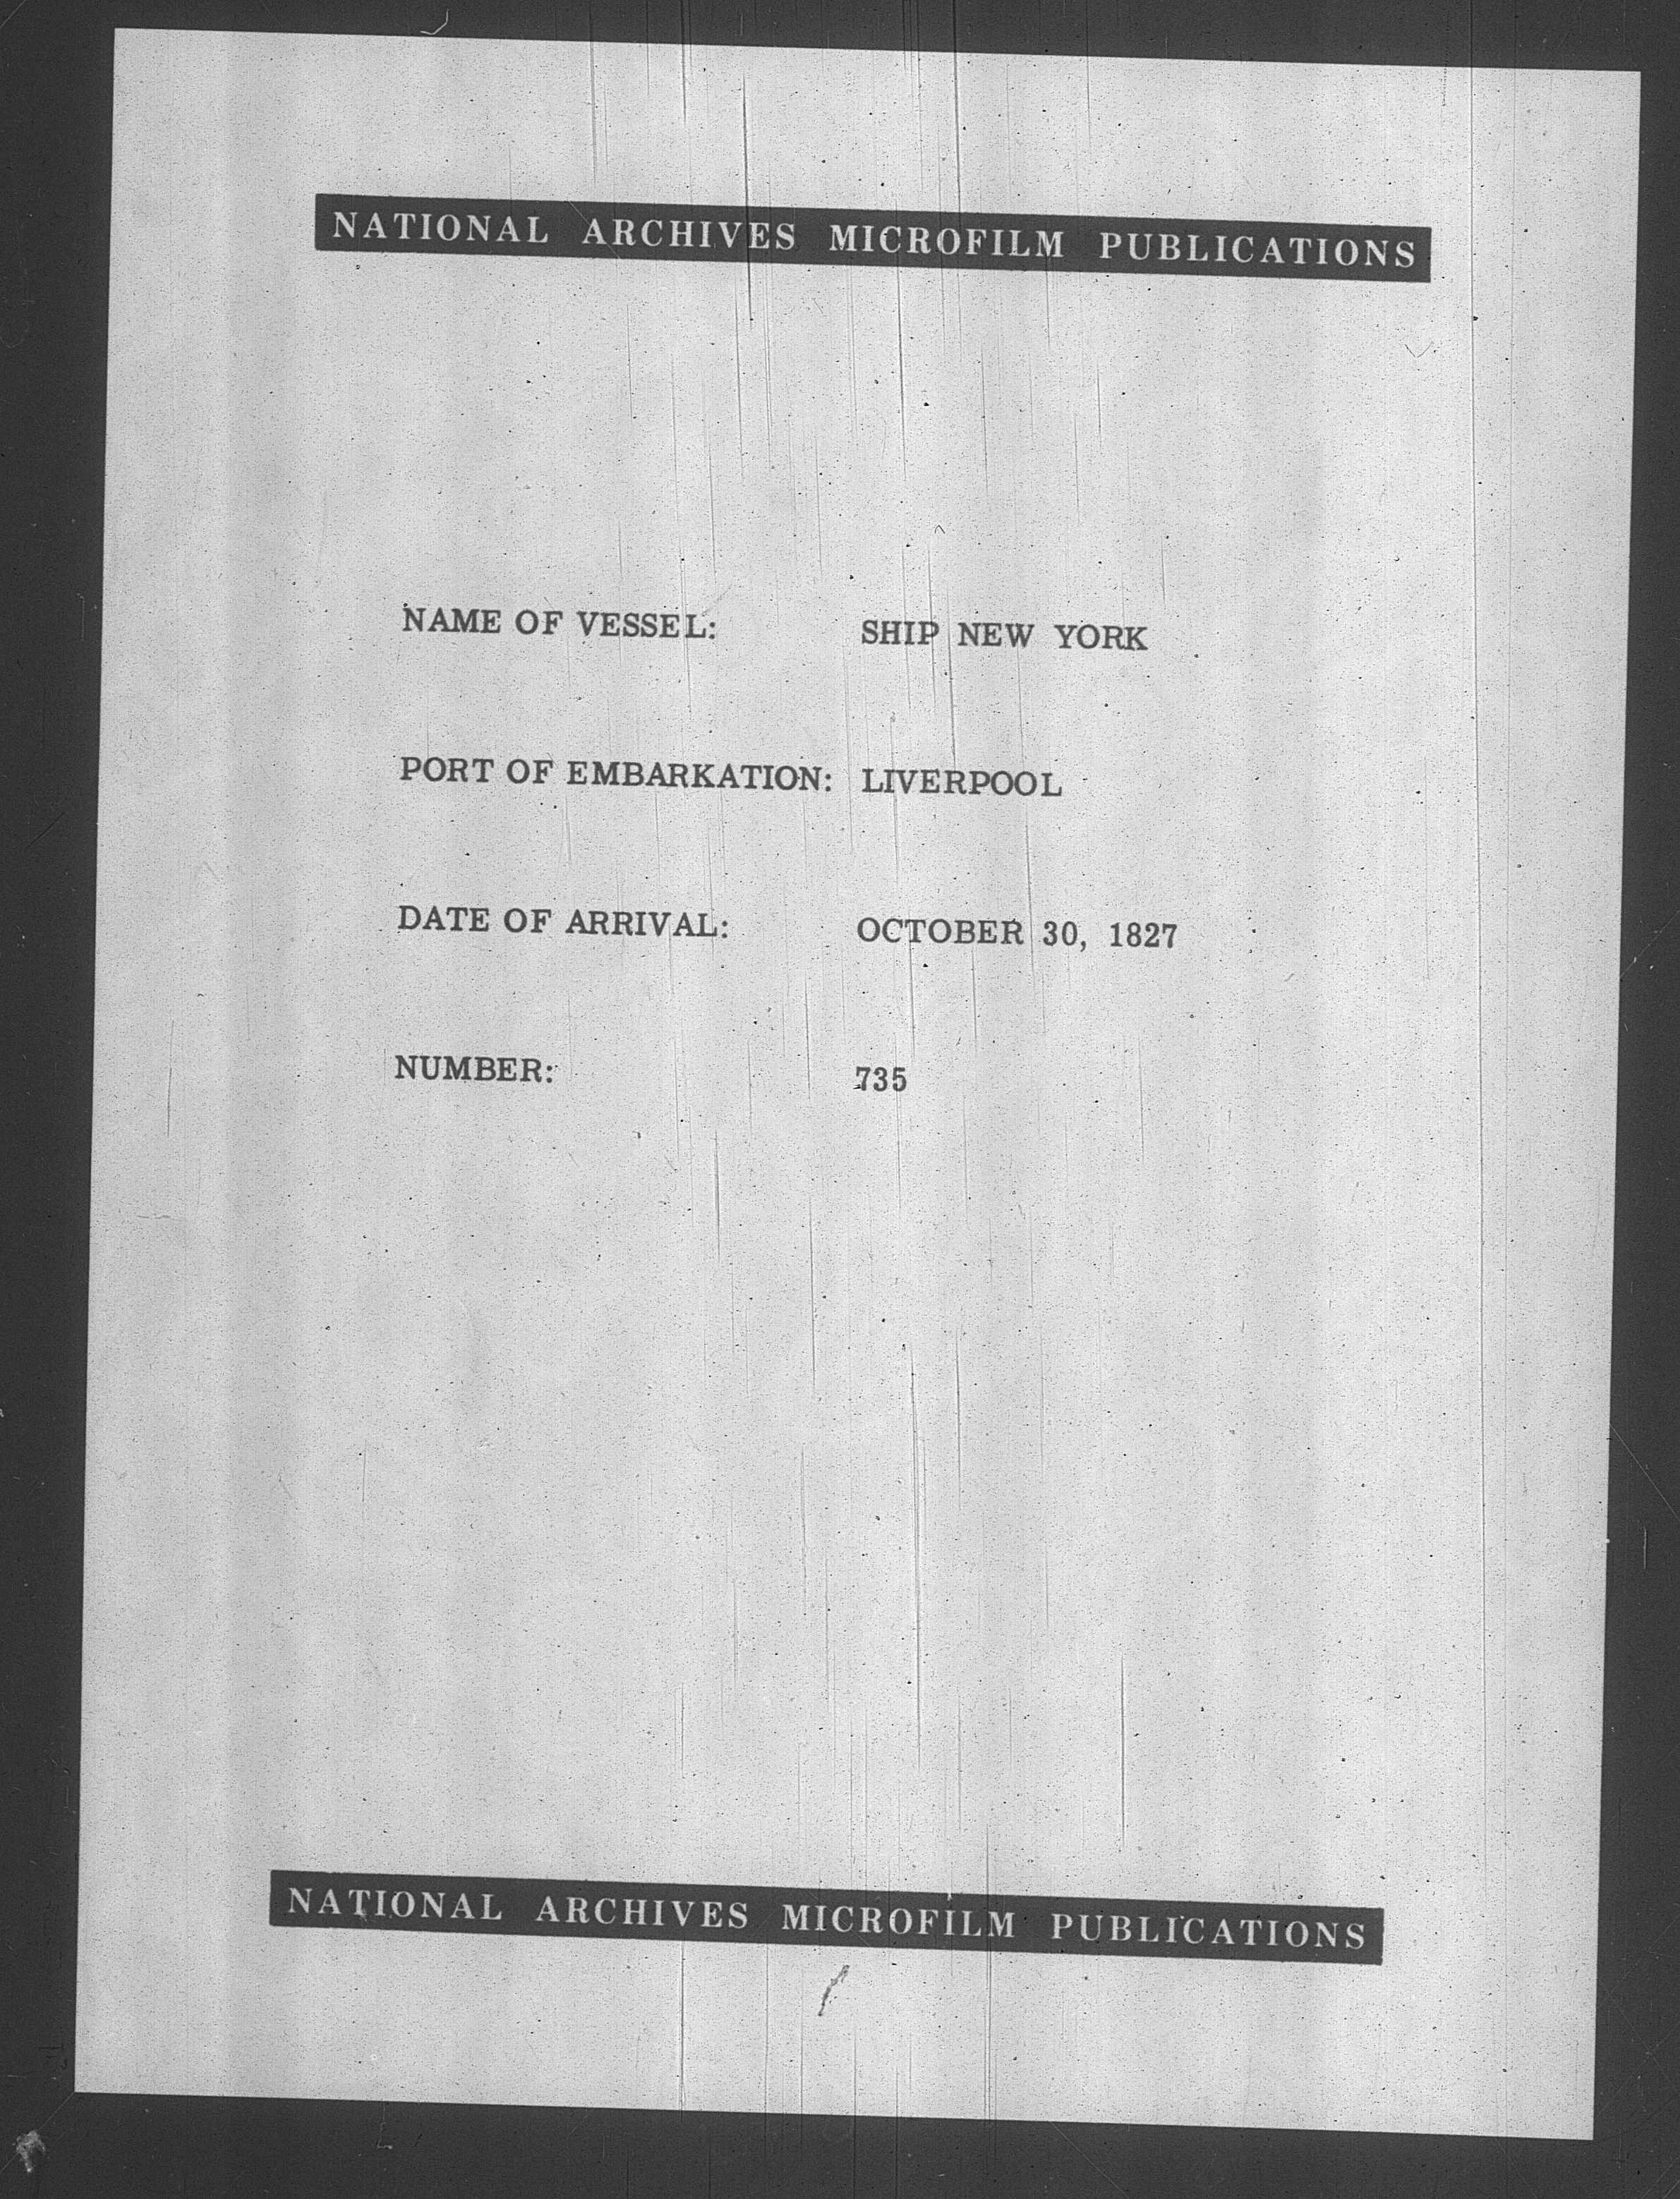 NATIONAL ARCHIVES MICROFILM PUBLICATIONS
NAME OF VESSEL: SHIP NEW YORK
PORT OF EMBARKATION: LIVERPOOL
DATE OF ARRIVAL: OCTOBER 30, 1827
NUMBER: 735
NATIONAL ARCHIVES MICROFILM PUBLICATIONS